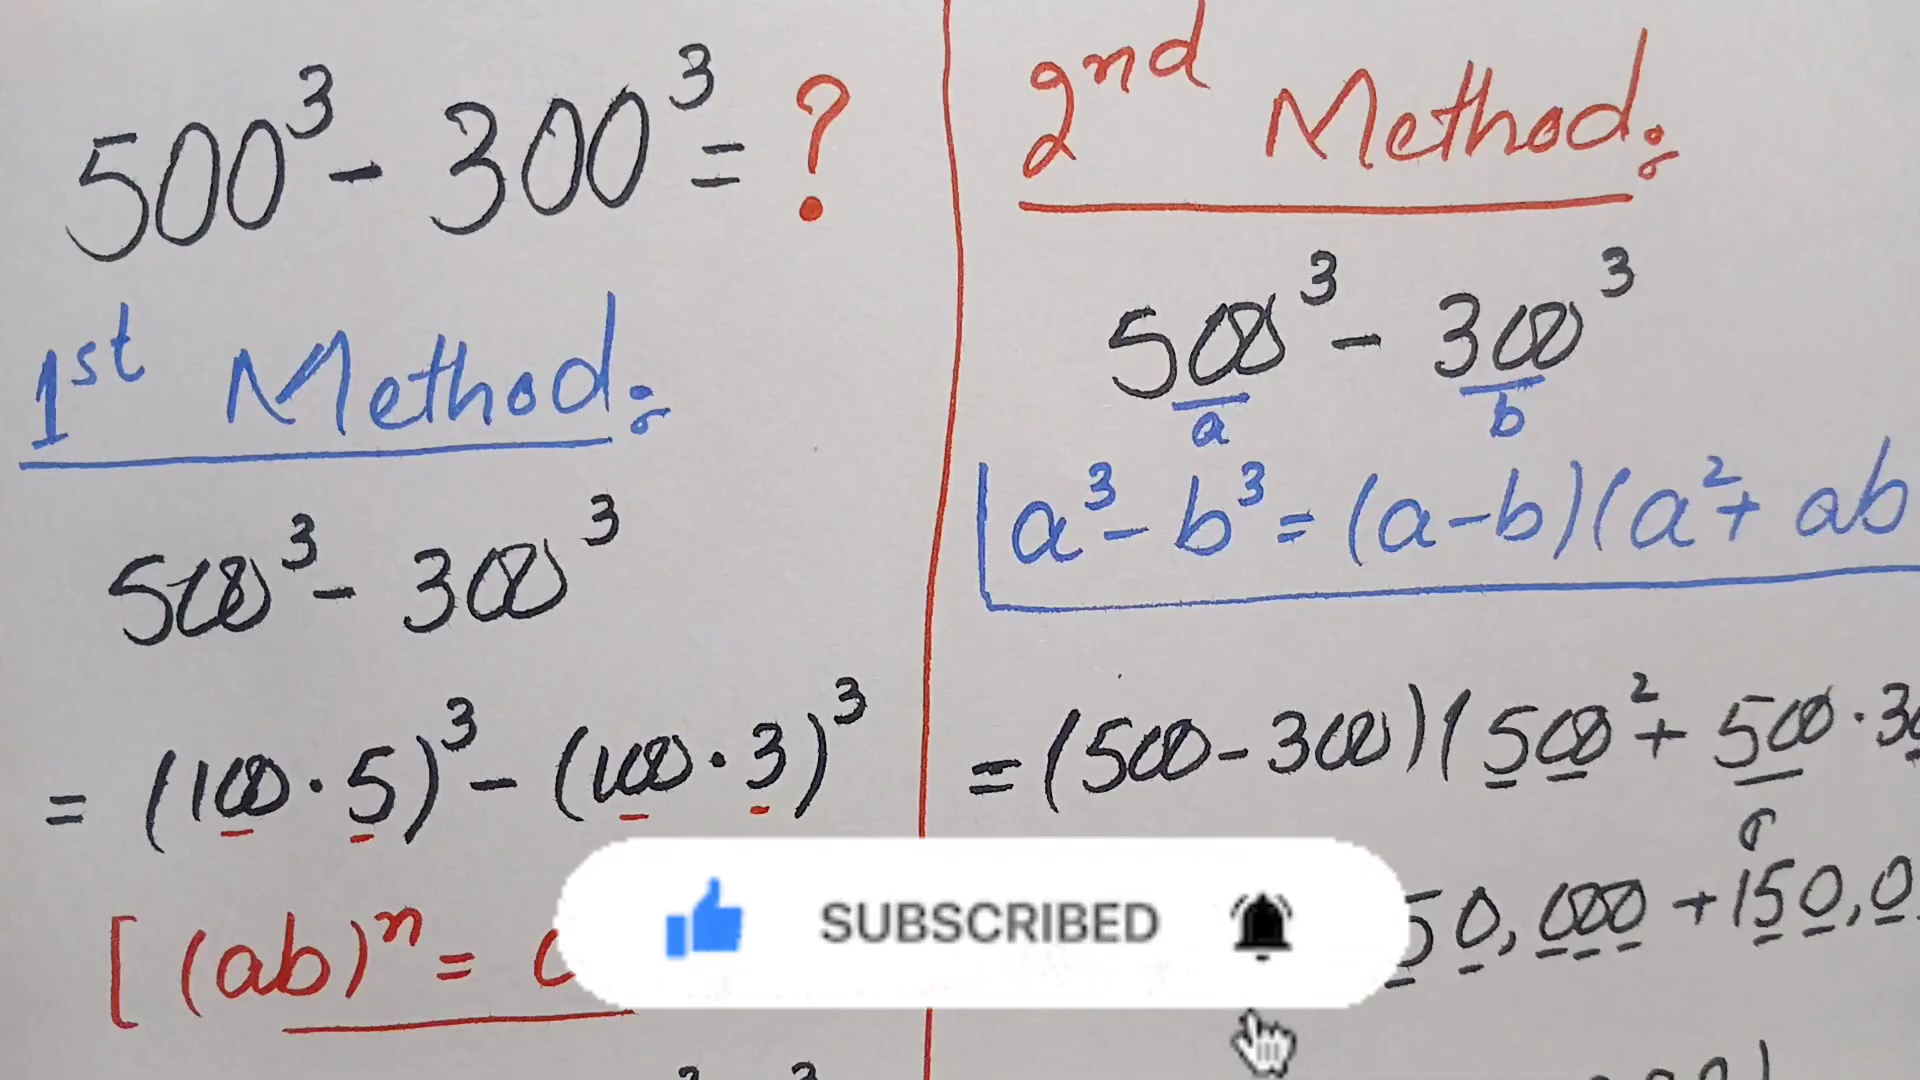 500³ - 300³ = ?
1st Method:
500³ - 300³
= (100 · 5)³ - (100 · 3)³
[ (ab)ⁿ =
2nd Method:
500³ - 300³
a b
a³ - b³ = (a - b)(a² + ab
= (500 - 300)(500² + 500 · 30
50,000 + 150,0
SUBSCRIBED